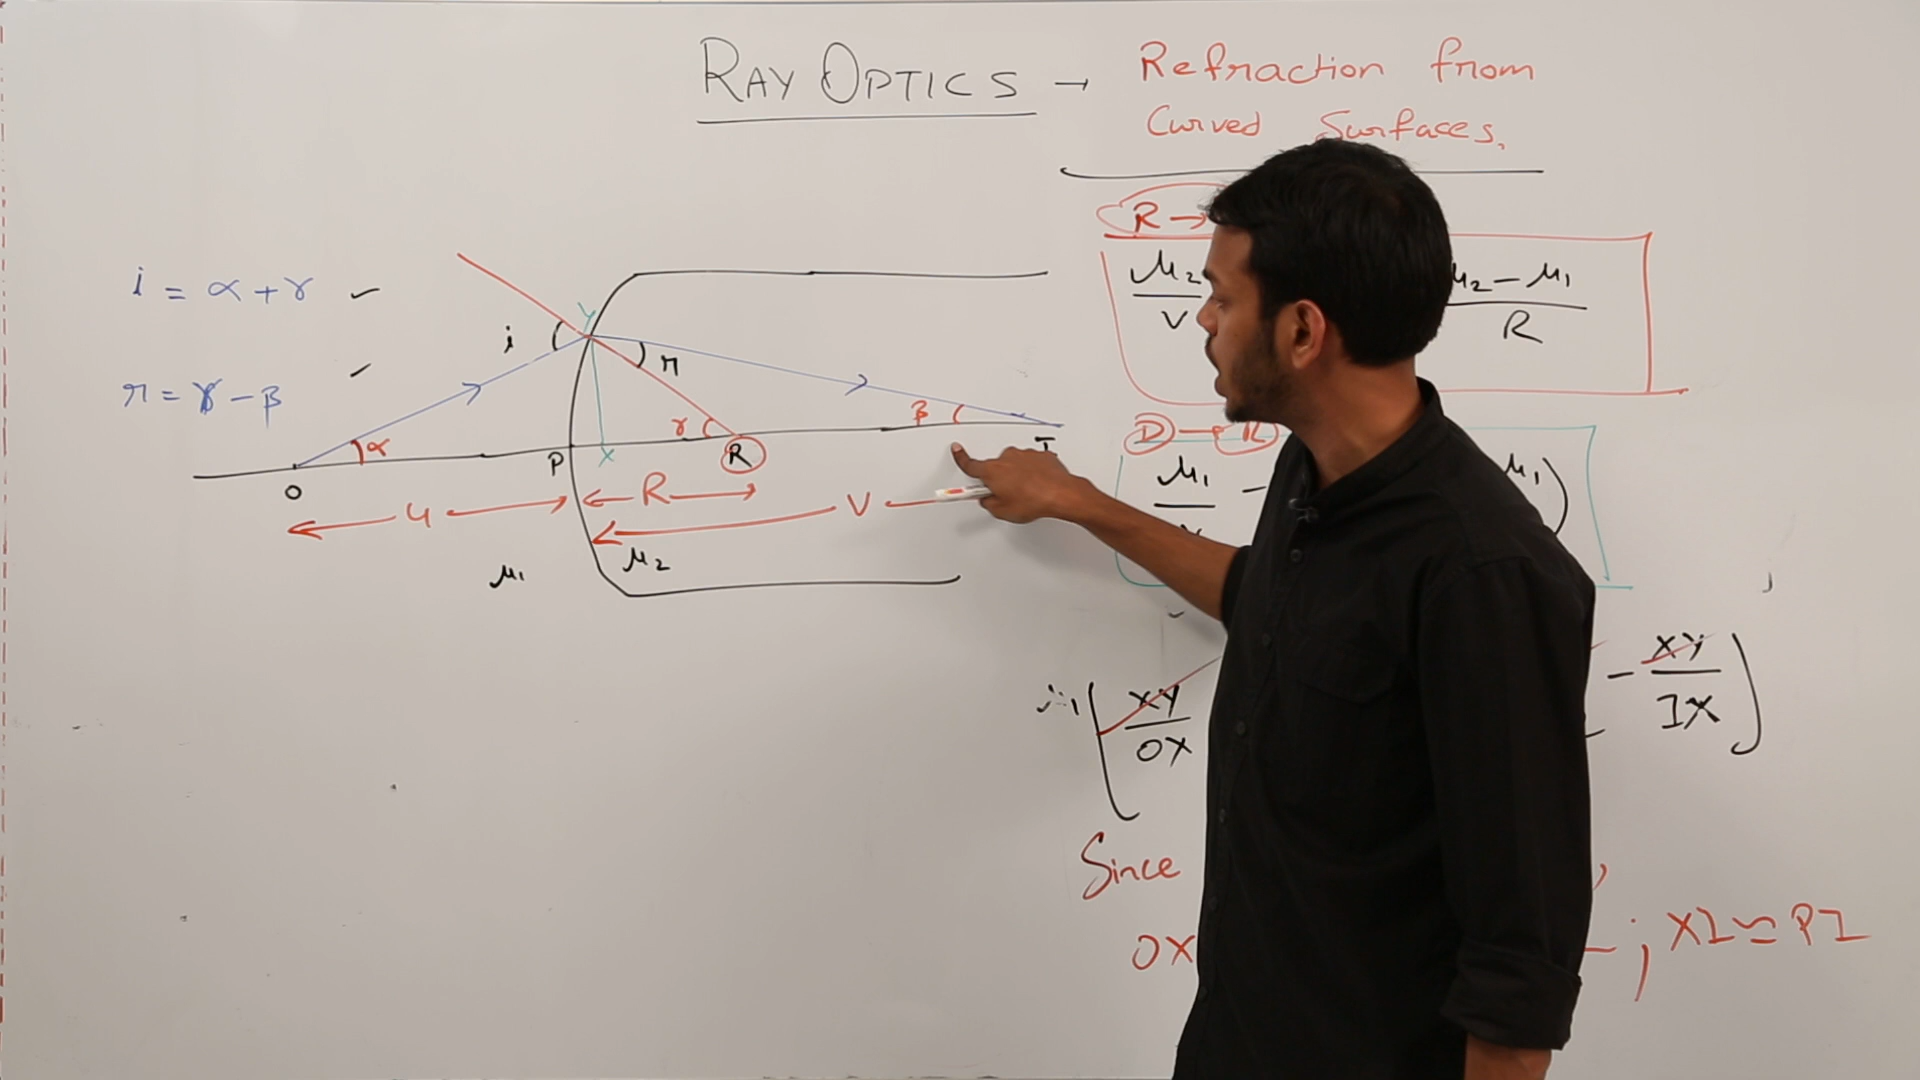 RAY OPTICS → Refraction from
Curved Surfaces.
i = α + γ
r = γ - β
i
r
α
γ
β
Y
X
O
P
R
I
u
R
v
μ₁
μ₂
R →
μ₂
v
μ₂ - μ₁
R
D → R
μ₁
-
μ₁)
(XY
OX
- XY
IX)
Since
OX
; XI ≃ PI